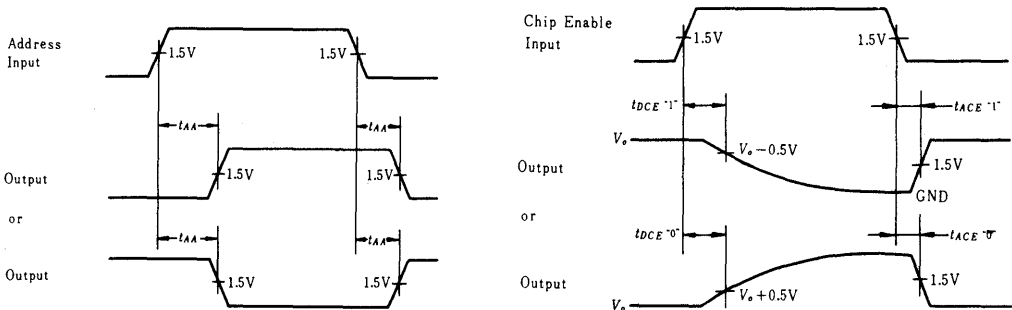 Address
Input
1.5V
1.5V
tAA
tAA
Output
1.5V
1.5V
or
tAA
tAA
Output
1.5V
1.5V
Chip Enable
Input
1.5V
1.5V
tDCE "1"
tACE "1"
Vo
Vo−0.5V
Output
1.5V
GND
or
tDCE "0"
tACE "0
Output
1.5V
Vo+0.5V
Vo